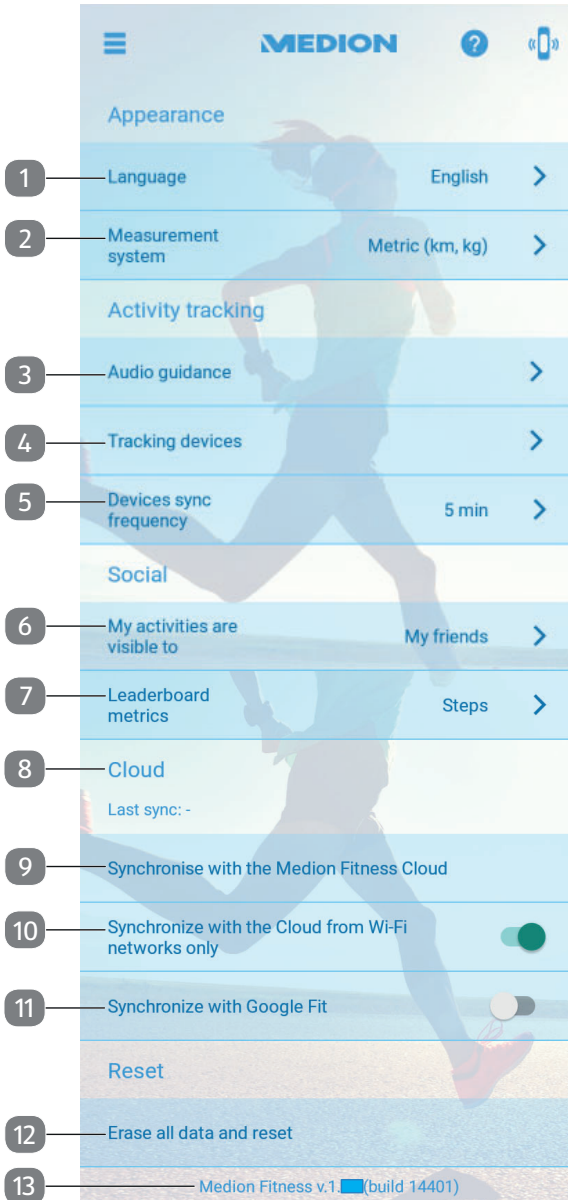 MEDION ?
Appearance
1 Language English
2 Measurement system Metric (km, kg)
Activity tracking
3 Audio guidance
4 Tracking devices
5 Devices sync frequency 5 min
Social
6 My activities are visible to My friends
7 Leaderboard metrics Steps
8 Cloud
Last sync: -
9 Synchronise with the Medion Fitness Cloud
10 Synchronize with the Cloud from Wi-Fi
networks only
11 Synchronize with Google Fit
Reset
12 Erase all data and reset
13 Medion Fitness v.1. (build 14401)